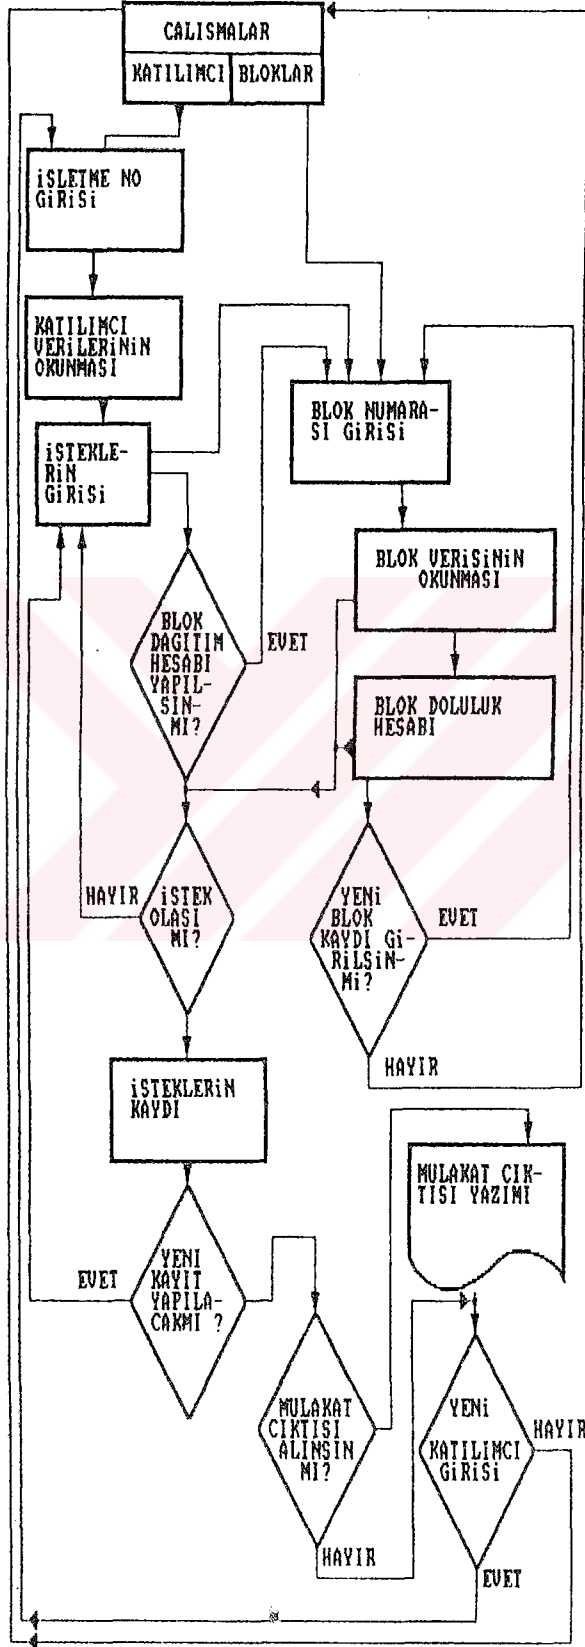 CALISMALAR
KATILIMCI BLOKLAR
iSLETME NO
GiRiSi
KATILIMCI
VERiLERiNiN
OKUNMASI
iSTEKLE-
RiN
GiRiSi
BLOK NUMARA-
SI GiRiSi
BLOK VERiSiNiN
OKUNMASI
BLOK
DAGITIM
HESABI
YAPIL-
SIN-
MI?
EVET
BLOK DOLULUK
HESABI
HAYIR
iSTEK
OLASI
MI?
YENi
BLOK
KAYDI Gi-
RiLSiN-
Mi?
EVET
HAYIR
iSTEKLERiN
KAYDI
MULAKAT CIK-
TISI YAZIMI
EVET
YENI
KAYIT
YAPILA-
CAKMI ?
MULAKAT
CIKTISI
ALINSIN
MI?
HAYIR
YENi
KATILIMCI
GiRiSi
HAYIR
EVET